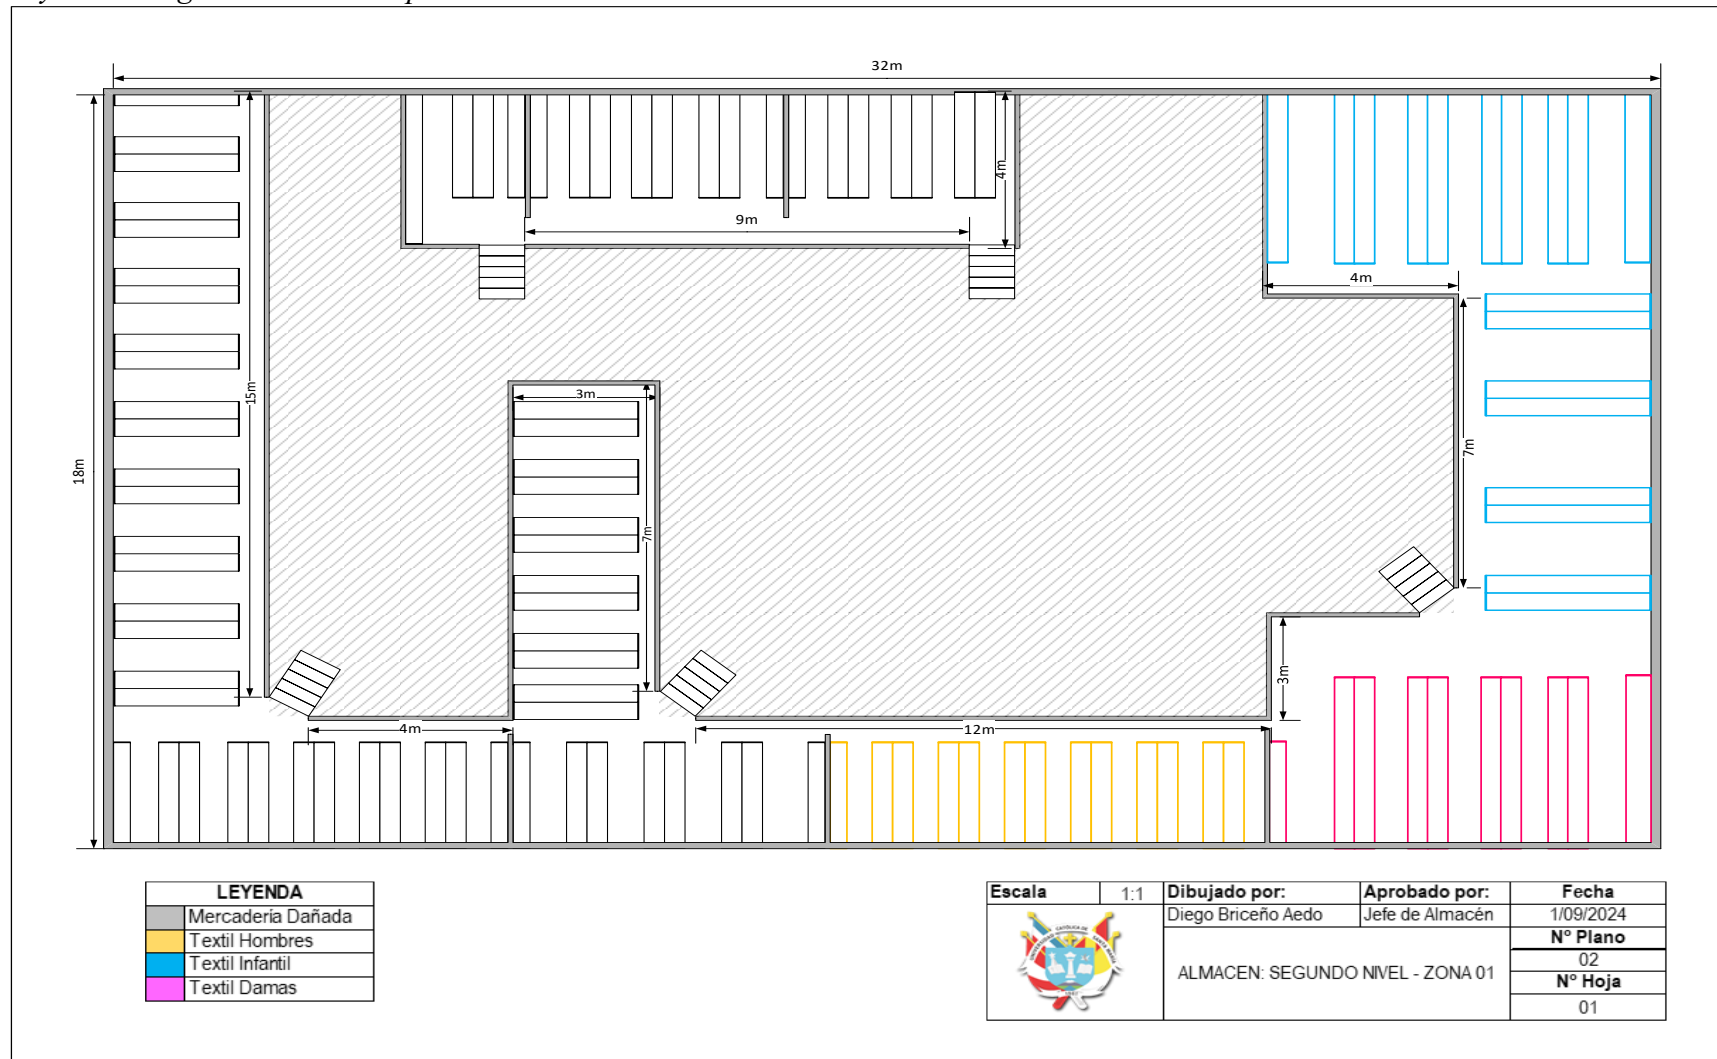 32m
18m
15m
9m
4m
4m
7m
3m
7m
3m
4m
12m
LEYENDA
Mercadería Dañada
Textil Hombres
Textil Infantil
Textil Damas
Escala 1:1 Dibujado por: Aprobado por: Fecha
Diego Briceño Aedo Jefe de Almacén 1/09/2024
N° Plano
02
ALMACEN: SEGUNDO NIVEL - ZONA 01
N° Hoja
01